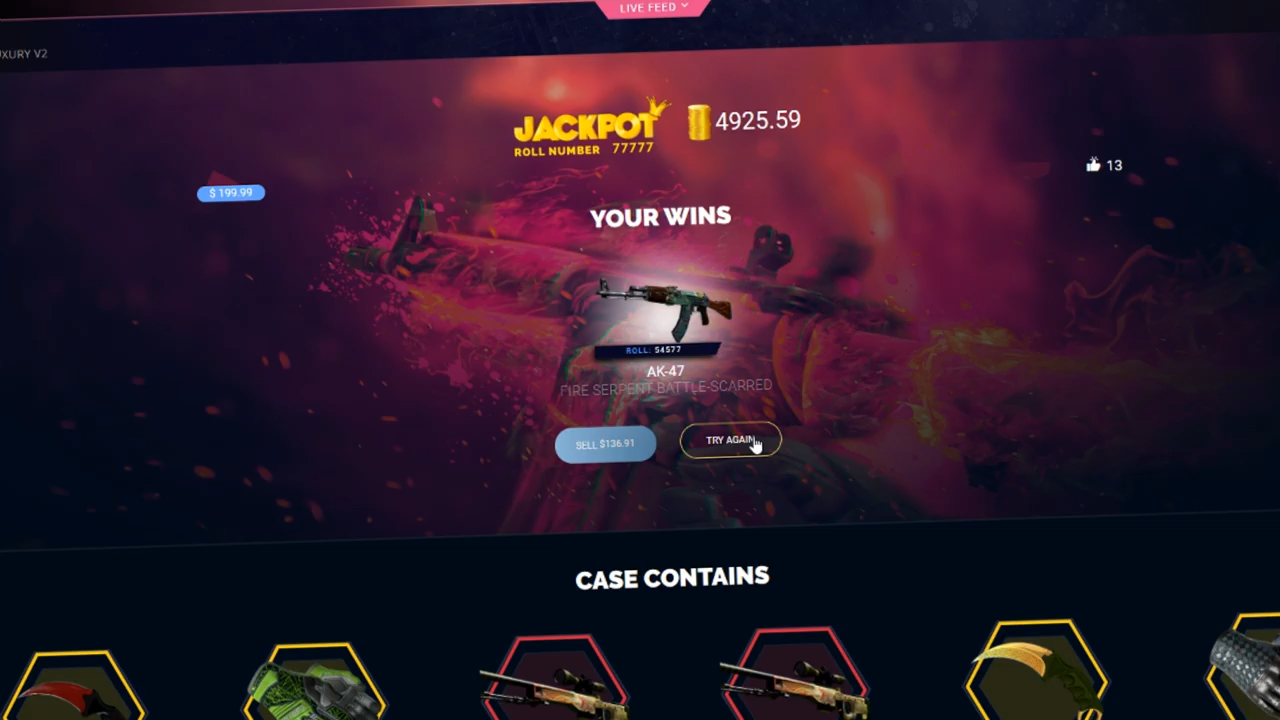 LIVE FEED
UXURY V2
JACKPOT
ROLL NUMBER 77777
4925.59
13
$ 199.99
YOUR WINS
ROLL: 54577
AK-47
FIRE SERPENT BATTLE-SCARRED
SELL $136.91
TRY AGAIN
CASE CONTAINS